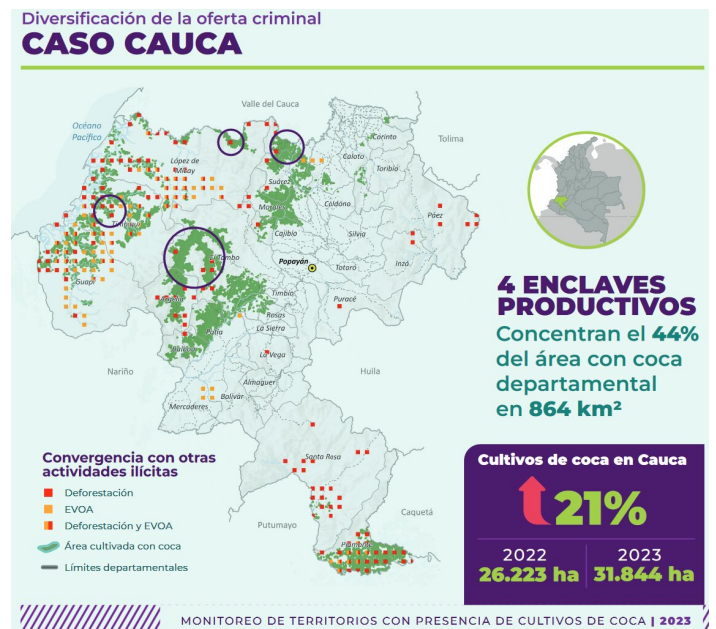 Diversificación de la oferta criminal
CASO CAUCA
Océano
Pacífico
Valle del Cauca
Tolima
Corinto
Caloto
Toribío
López de
Micay
Suárez
Morales
Caldono
Páez
Cajibío
Silvia
Inzá
Timbiquí
El Tambo
Popayán
Totoró
Guapi
Timbío
Puracé
Argelia
Rosas
Patía
La Sierra
Balboa
La Vega
Nariño
Huila
Almaguer
Bolívar
Mercaderes
Santa Rosa
Putumayo
Caquetá
Piamonte
Convergencia con otras
actividades ilícitas
Deforestación
EVOA
Deforestación y EVOA
Área cultivada con coca
Límites departamentales
4 ENCLAVES
PRODUCTIVOS
Concentran el 44%
del área con coca
departamental
en 864 km²
Cultivos de coca en Cauca
21%
2022
26.223 ha
2023
31.844 ha
MONITOREO DE TERRITORIOS CON PRESENCIA DE CULTIVOS DE COCA | 2023